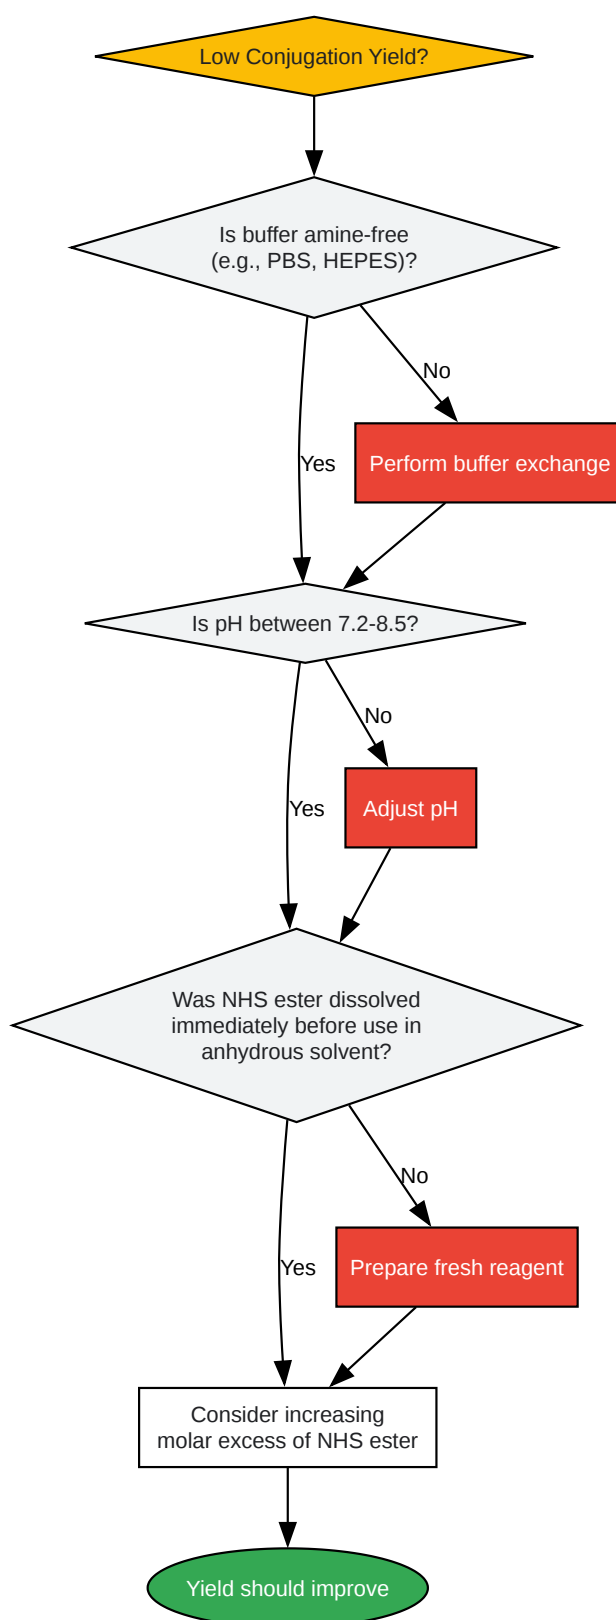 Low Conjugation Yield?
Is buffer amine-free
(e.g., PBS, HEPES)?
No
Yes
Perform buffer exchange
Is pH between 7.2-8.5?
No
Yes
Adjust pH
Was NHS ester dissolved
immediately before use in
anhydrous solvent?
No
Yes
Prepare fresh reagent
Consider increasing
molar excess of NHS ester
Yield should improve